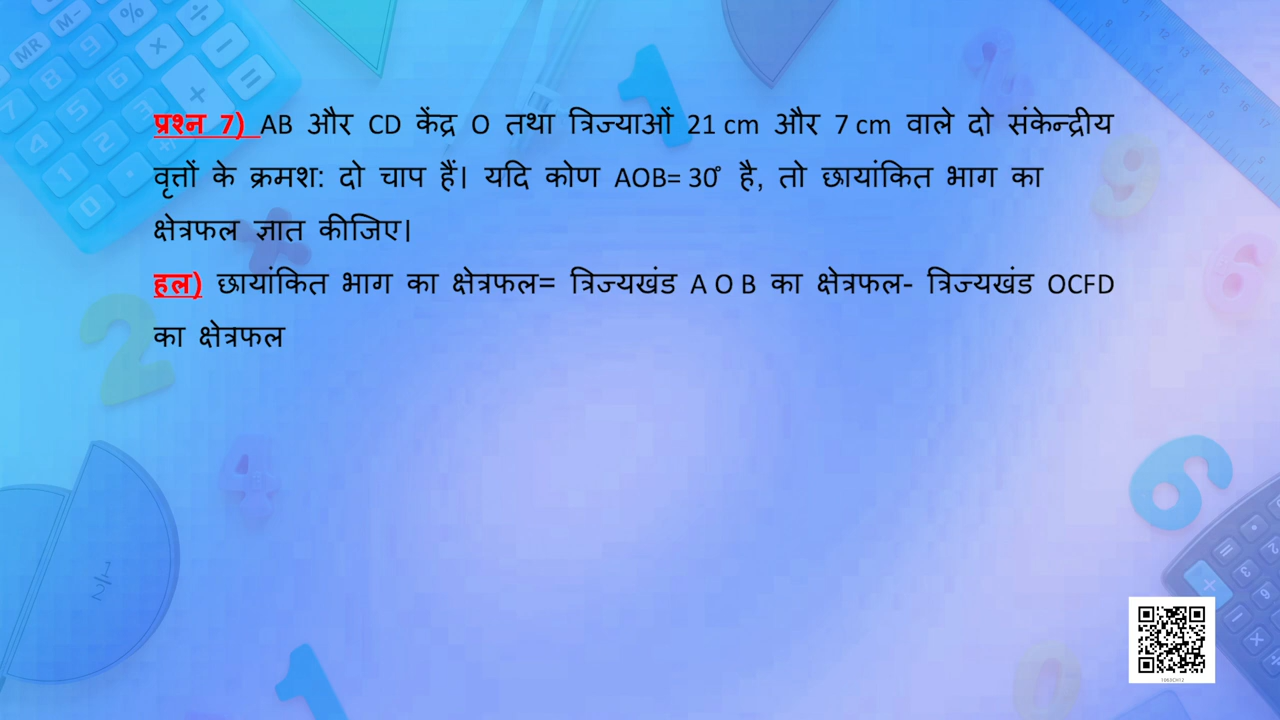 प्रश्न 7) AB और CD केंद्र O तथा त्रिज्याओं 21 cm और 7 cm वाले दो संकेन्द्रीय
वृत्तों के क्रमश: दो चाप हैं। यदि कोण AOB= 30° है, तो छायांकित भाग का
क्षेत्रफल ज्ञात कीजिए।
हल) छायांकित भाग का क्षेत्रफल= त्रिज्यखंड A O B का क्षेत्रफल- त्रिज्यखंड OCFD
का क्षेत्रफल